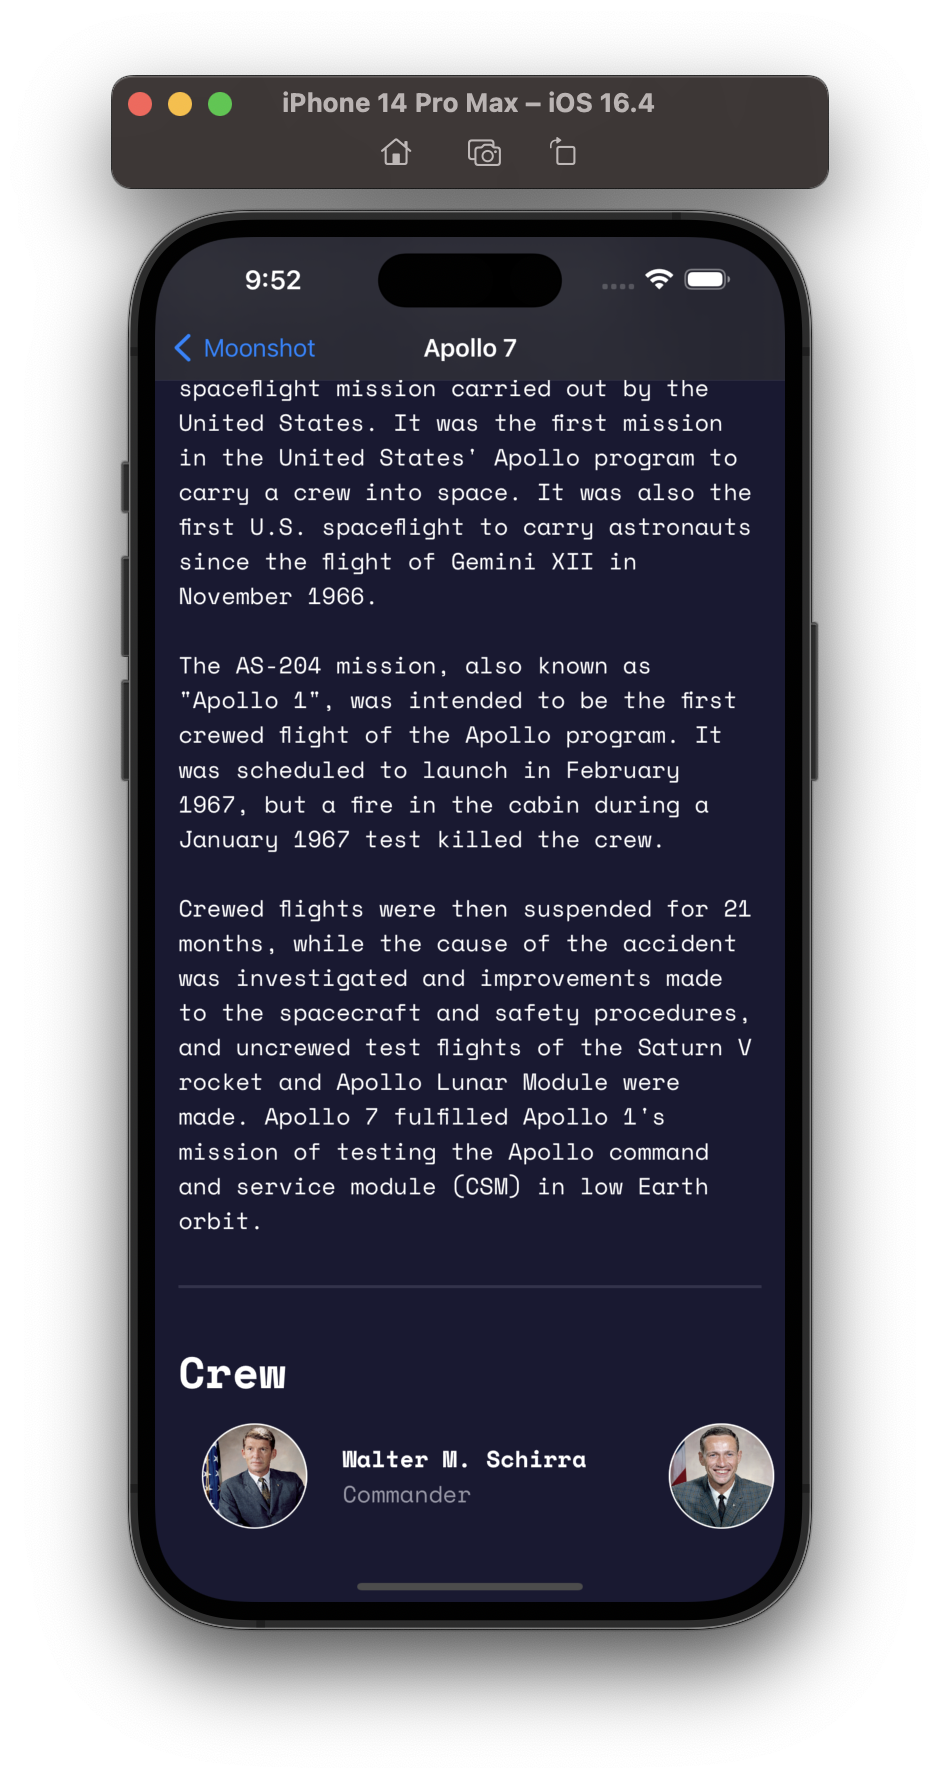 iPhone 14 Pro Max – iOS 16.4
9:52
Moonshot
Apollo 7
spaceflight mission carried out by the
United States. It was the first mission
in the United States' Apollo program to
carry a crew into space. It was also the
first U.S. spaceflight to carry astronauts
since the flight of Gemini XII in
November 1966.
The AS-204 mission, also known as
"Apollo 1", was intended to be the first
crewed flight of the Apollo program. It
was scheduled to launch in February
1967, but a fire in the cabin during a
January 1967 test killed the crew.
Crewed flights were then suspended for 21
months, while the cause of the accident
was investigated and improvements made
to the spacecraft and safety procedures,
and uncrewed test flights of the Saturn V
rocket and Apollo Lunar Module were
made. Apollo 7 fulfilled Apollo 1's
mission of testing the Apollo command
and service module (CSM) in low Earth
orbit.
Crew
Walter M. Schirra
Commander